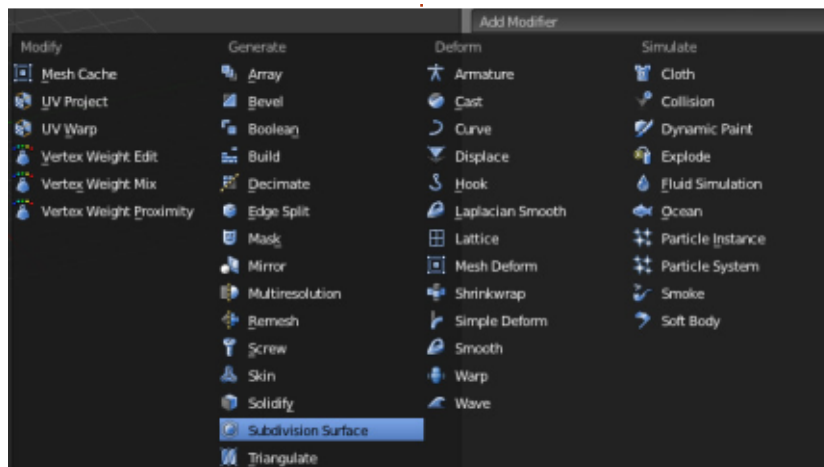 Add Modifier
Modify
Mesh Cache
UV Project
UV Warp
Vertex Weight Edit
Vertex Weight Mix
Vertex Weight Proximity
Generate
Array
Bevel
Boolean
Build
Decimate
Edge Split
Mask
Mirror
Multiresolution
Remesh
Screw
Skin
Solidify
Subdivision Surface
Triangulate
Deform
Armature
Cast
Curve
Displace
Hook
Laplacian Smooth
Lattice
Mesh Deform
Shrinkwrap
Simple Deform
Smooth
Warp
Wave
Simulate
Cloth
Collision
Dynamic Paint
Explode
Fluid Simulation
Ocean
Particle Instance
Particle System
Smoke
Soft Body